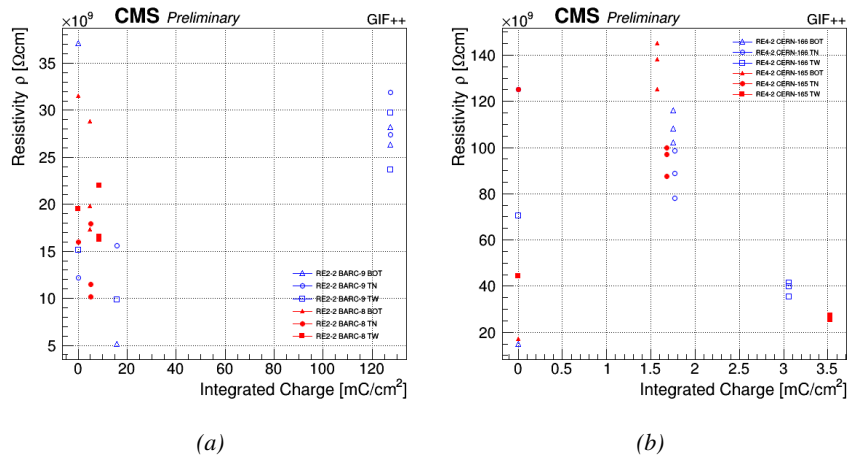 CMS Preliminary GIF++
×10⁹
Resistivity ρ [Ωcm]
40
35
30
25
20
15
10
5
RE2-2 BARC-9 BOT
RE2-2 BARC-9 TN
RE2-2 BARC-9 TW
RE2-2 BARC-8 BOT
RE2-2 BARC-8 TN
RE2-2 BARC-8 TW
0 20 40 60 80 100 120
Integrated Charge [mC/cm²]
(a)
CMS Preliminary GIF++
×10⁹
Resistivity ρ [Ωcm]
140
120
100
80
60
40
20
RE4-2 CERN-166 BOT
RE4-2 CERN-166 TN
RE4-2 CERN-166 TW
RE4-2 CERN-165 BOT
RE4-2 CERN-165 TN
RE4-2 CERN-165 TW
0 0.5 1 1.5 2 2.5 3 3.5
Integrated Charge [mC/cm²]
(b)